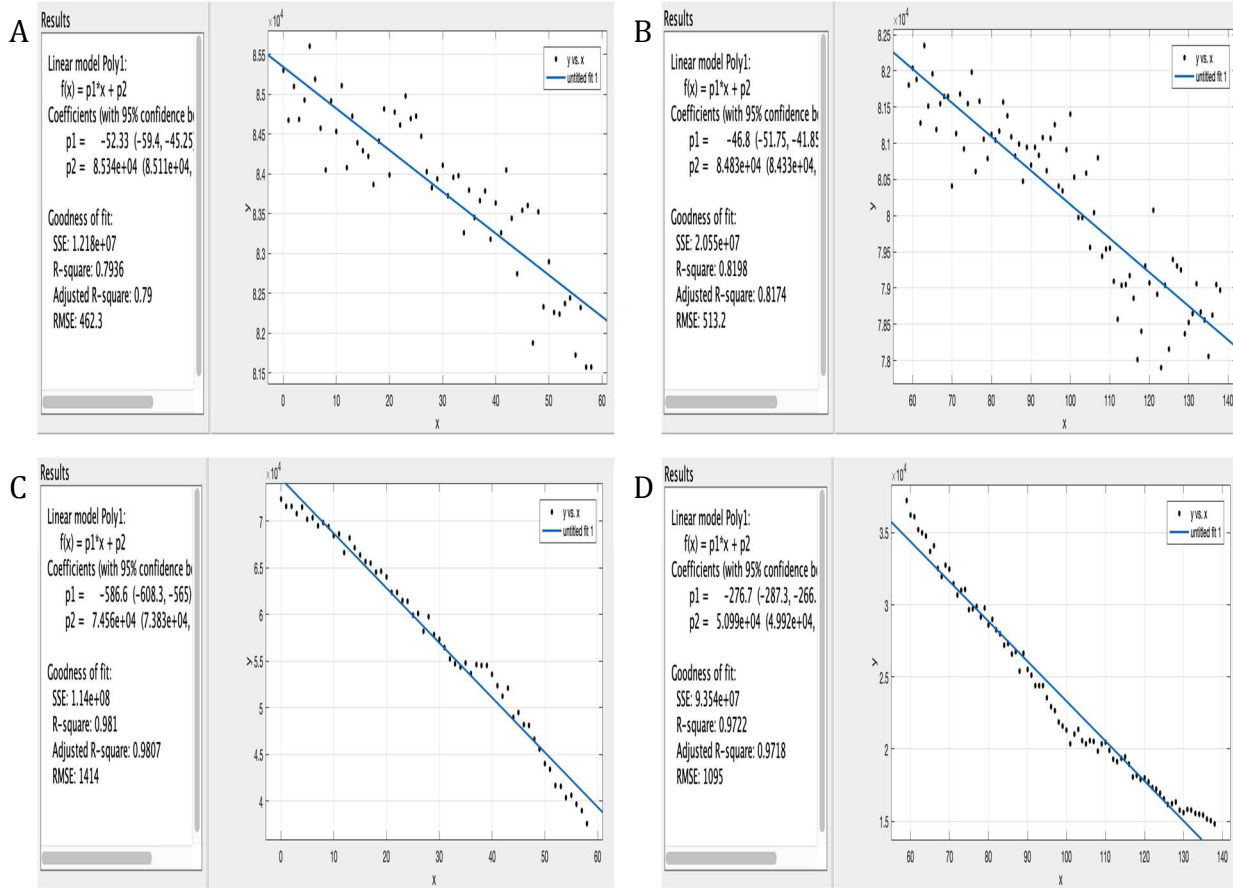 A
Results
Linear model Poly1:
f(x) = p1*x + p2
Coefficients (with 95% confidence b
p1 = -52.33 (-59.4, -45.25
p2 = 8.534e+04 (8.511e+04,
Goodness of fit:
SSE: 1.218e+07
R-square: 0.7936
Adjusted R-square: 0.79
RMSE: 462.3
×10⁴
8.55
8.5
8.45
8.4
8.35
8.3
8.25
8.2
8.15
y
0 10 20 30 40 50 60
x
y vs. x
untitled fit 1
B
Results
Linear model Poly1:
f(x) = p1*x + p2
Coefficients (with 95% confidence b
p1 = -46.8 (-51.75, -41.85
p2 = 8.483e+04 (8.433e+04,
Goodness of fit:
SSE: 2.055e+07
R-square: 0.8198
Adjusted R-square: 0.8174
RMSE: 513.2
×10⁴
8.25
8.2
8.15
8.1
8.05
8
7.95
7.9
7.85
7.8
y
60 70 80 90 100 110 120 130 140
x
y vs. x
untitled fit 1
C
Results
Linear model Poly1:
f(x) = p1*x + p2
Coefficients (with 95% confidence b
p1 = -586.6 (-608.3, -565)
p2 = 7.456e+04 (7.383e+04,
Goodness of fit:
SSE: 1.14e+08
R-square: 0.981
Adjusted R-square: 0.9807
RMSE: 1414
×10⁴
7
6.5
6
5.5
5
4.5
4
y
0 10 20 30 40 50 60
x
y vs. x
untitled fit 1
D
Results
Linear model Poly1:
f(x) = p1*x + p2
Coefficients (with 95% confidence b
p1 = -276.7 (-287.3, -266.
p2 = 5.099e+04 (4.992e+04,
Goodness of fit:
SSE: 9.354e+07
R-square: 0.9722
Adjusted R-square: 0.9718
RMSE: 1095
×10⁴
3.5
3
2.5
2
1.5
y
60 70 80 90 100 110 120 130 140
x
y vs. x
untitled fit 1